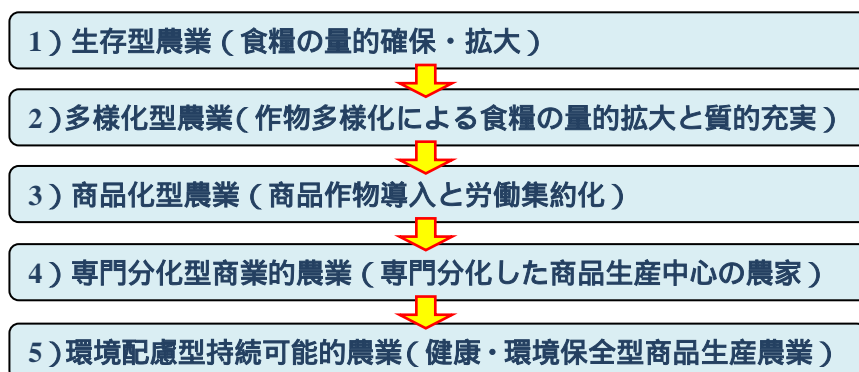 1）生存型農業（食糧の量的確保・拡大）
2）多様化型農業（作物多様化による食糧の量的拡大と質的充実）
3）商品化型農業（商品作物導入と労働集約化）
4）専門分化型商業的農業（専門分化した商品生産中心の農家）
5）環境配慮型持続可能的農業（健康・環境保全型商品生産農業）